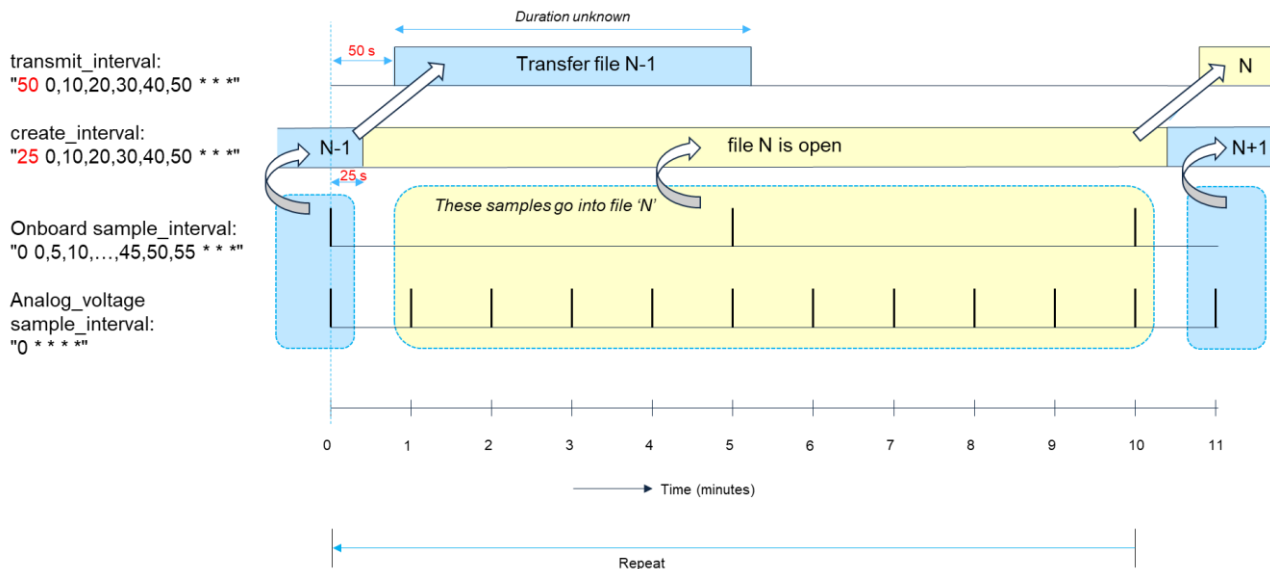 Duration unknown
50 s
transmit_interval:
"50 0,10,20,30,40,50 * * *"
Transfer file N-1
N
create_interval:
"25 0,10,20,30,40,50 * * *"
N-1
file N is open
N+1
25 s
These samples go into file ‘N’
Onboard sample_interval:
"0 0,5,10,…,45,50,55 * * *"
Analog_voltage
sample_interval:
"0 * * * *"
0 1 2 3 4 5 6 7 8 9 10 11
Time (minutes)
Repeat